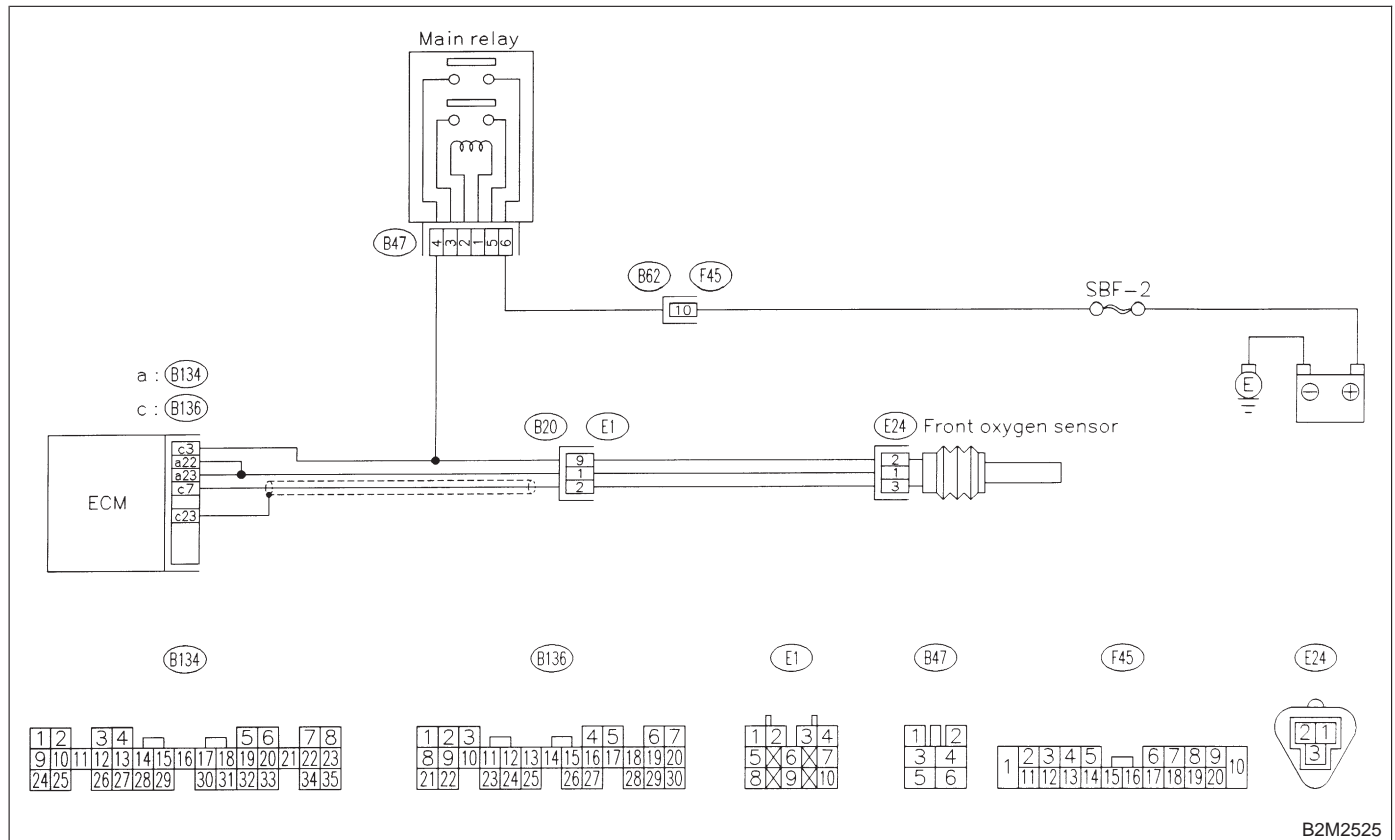 Main relay
B47
4 3 2 1 5 6
B62 F45
10
SBF-2
E
⊖ ⊕
a : B134
c : B136
ECM
c3
a22
a23
c7
c23
B20 E1
9
1
2
E24 Front oxygen sensor
2
1
3
B134
1 2 3 4 5 6 7 8
9 10 11 12 13 14 15 16 17 18 19 20 21 22 23
24 25 26 27 28 29 30 31 32 33 34 35
B136
1 2 3 4 5 6 7
8 9 10 11 12 13 14 15 16 17 18 19 20
21 22 23 24 25 26 27 28 29 30
E1
1 2 3 4
5 6 7
8 9 10
B47
1 2
3 4
5 6
F45
1 2 3 4 5 6 7 8 9 10
11 12 13 14 15 16 17 18 19 20
E24
2 1
3
B2M2525